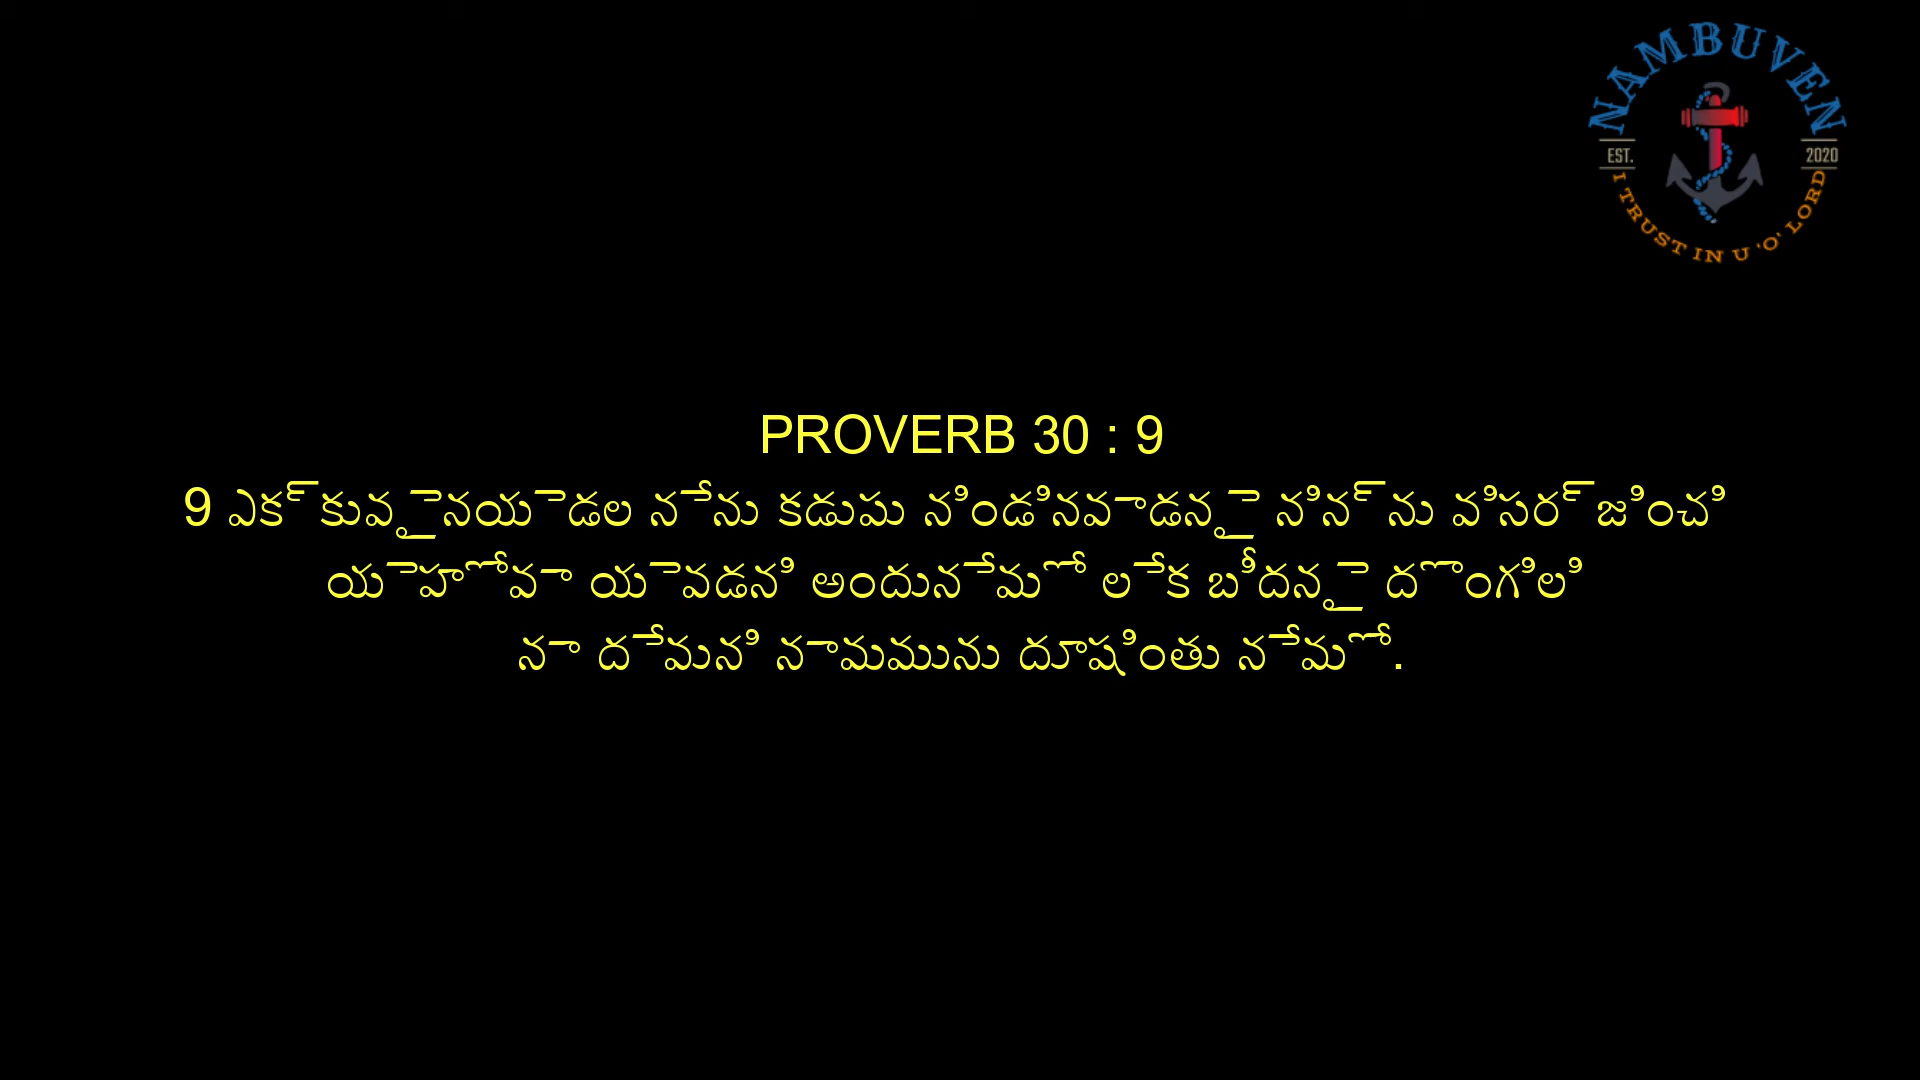 NAMBUVEN
EST. 2020
I TRUST IN U 'O' LORD
PROVERB 30 : 9
9 ఎక్కువైనయెడల నేను కడుపు నిండినవాడనై నిన్ను విసర్జించి
యెహోవా యెవడని అందునేమో లేక బీదనై దొంగిలి
నా దేమని నామమును దూషింతు నేమో.